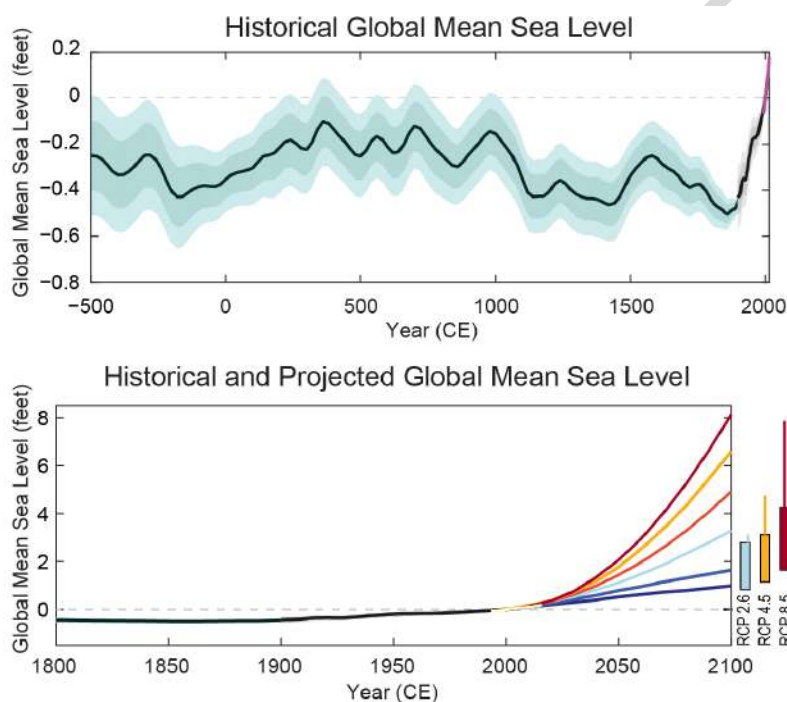 Historical Global Mean Sea Level
Global Mean Sea Level (feet)
0.2
0
−0.2
−0.4
−0.6
−0.8
−500
0
500
1000
1500
2000
Year (CE)
Historical and Projected Global Mean Sea Level
Global Mean Sea Level (feet)
8
6
4
2
0
1800
1850
1900
1950
2000
2050
2100
Year (CE)
RCP 2.6
RCP 4.5
RCP 8.5